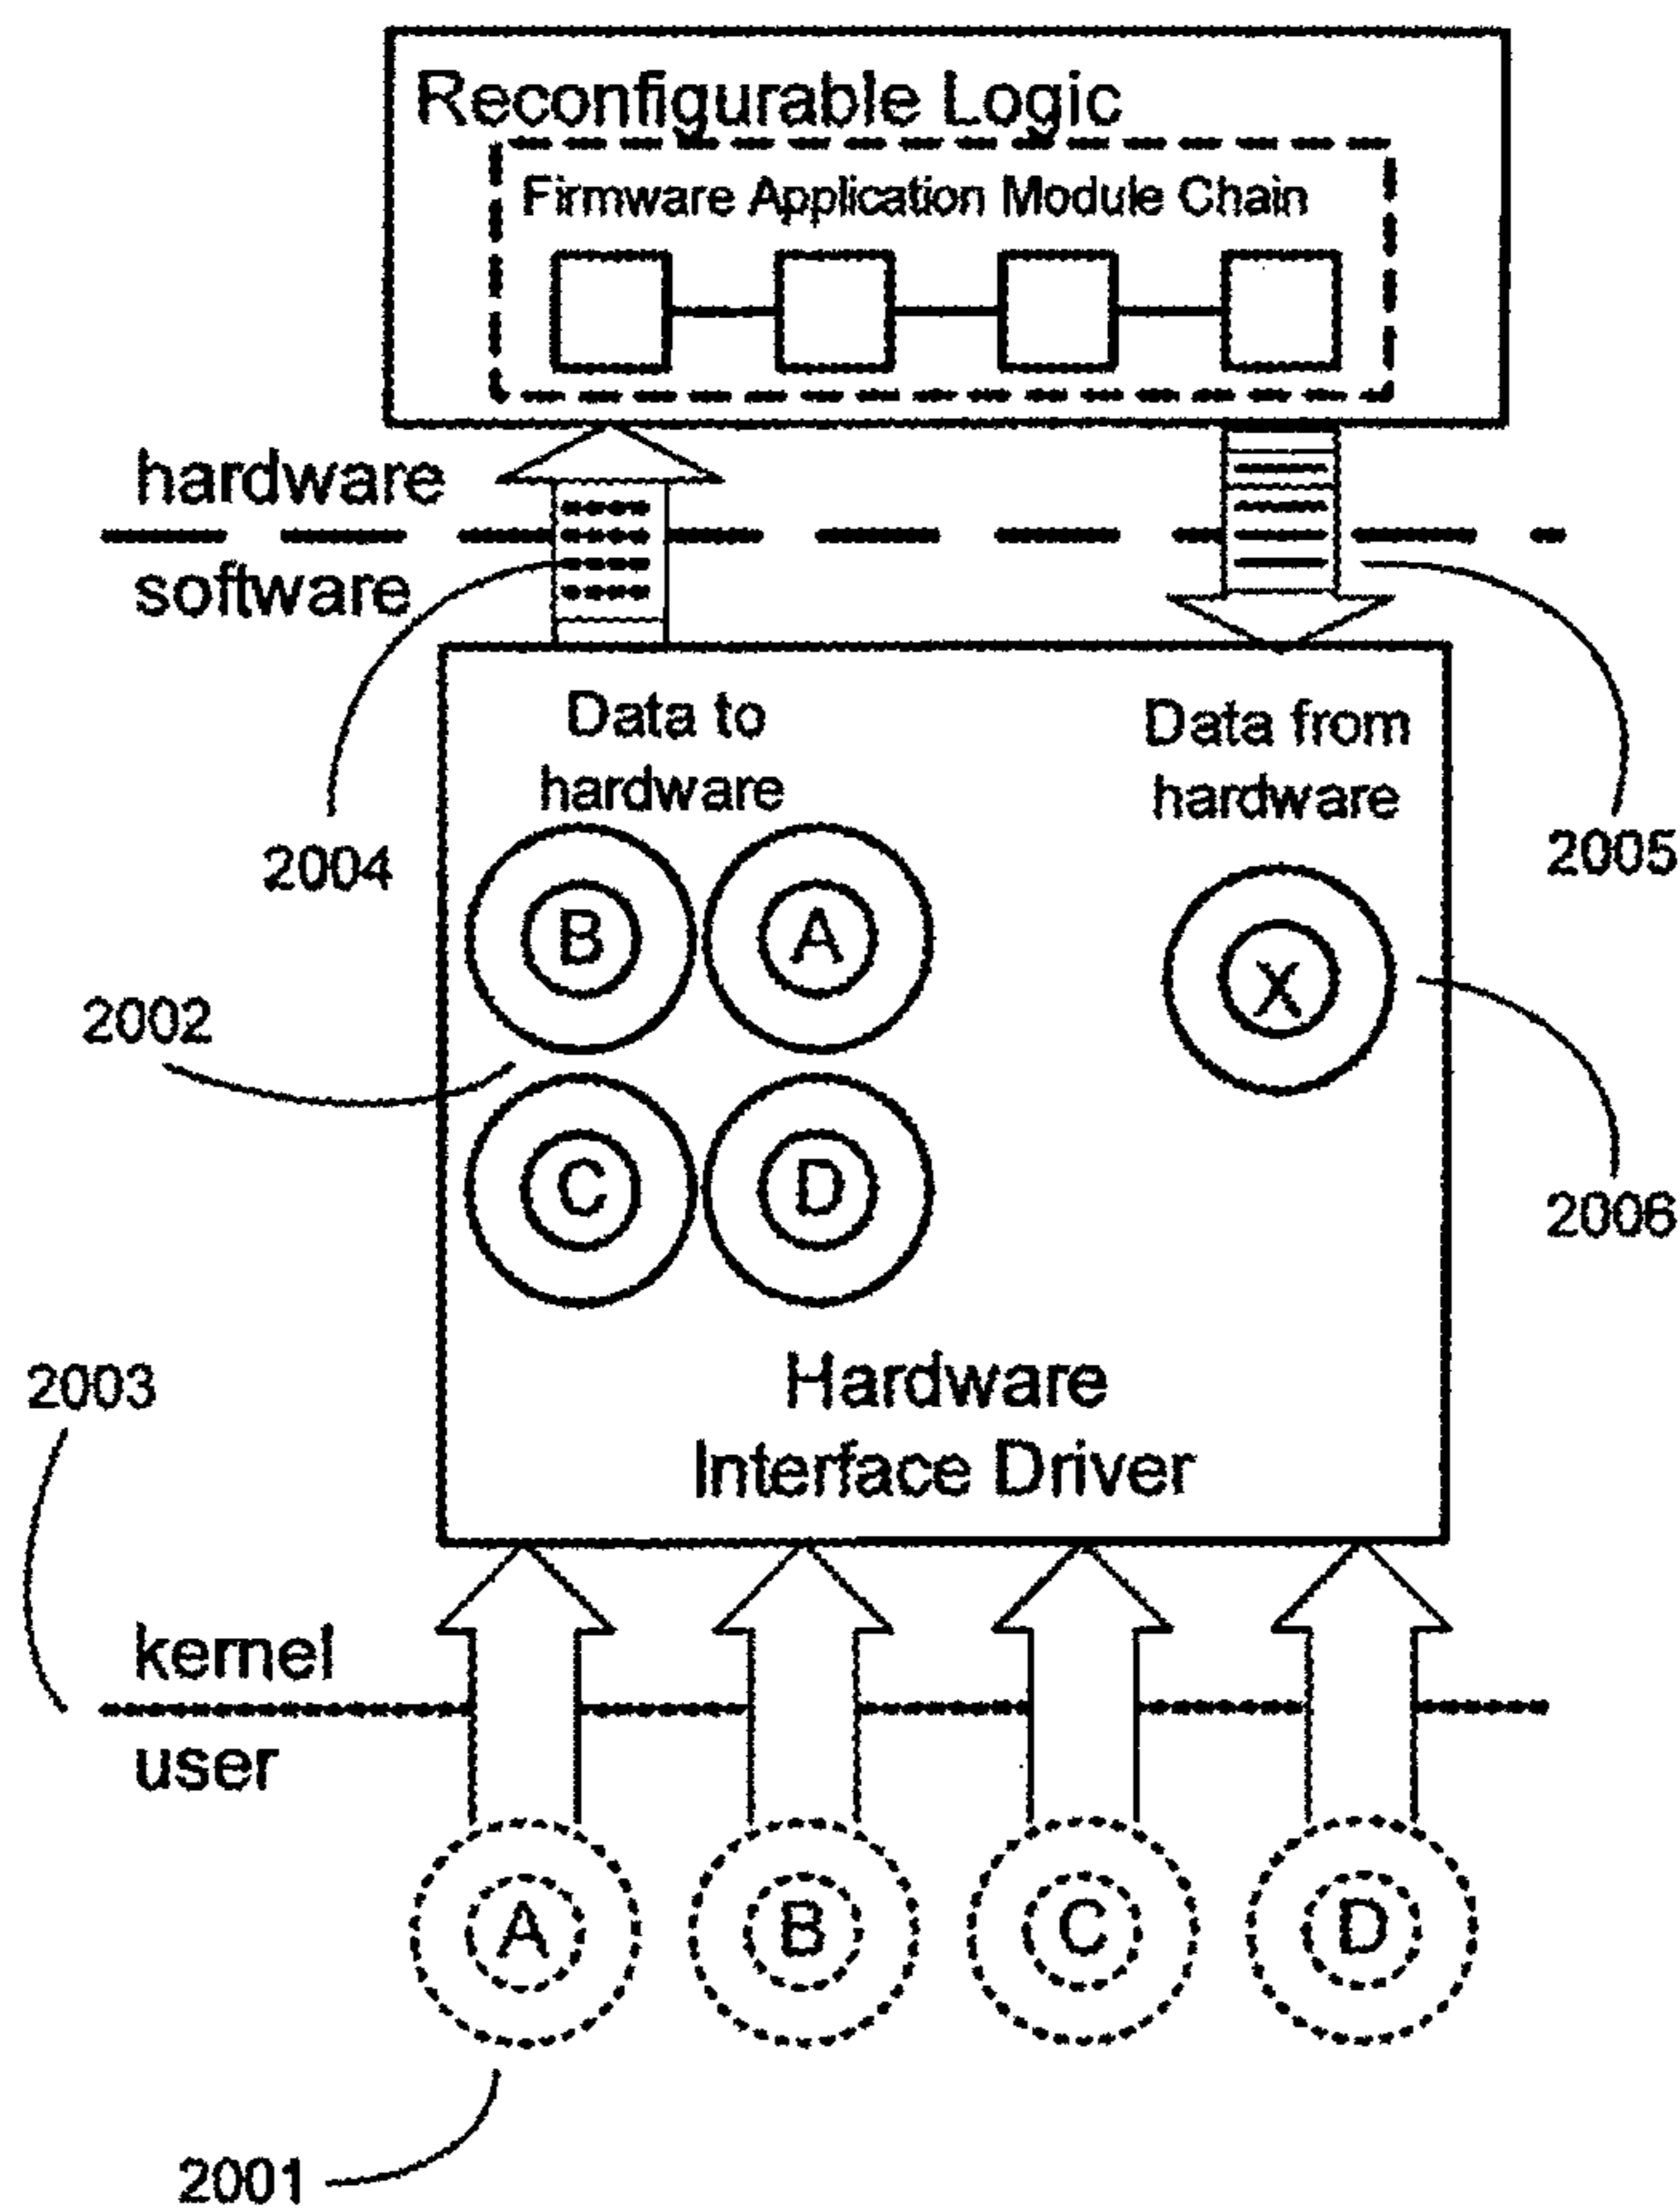 Reconfigurable Logic
Firmware Application Module Chain
hardware
software
Data to
hardware
Data from
hardware
2004
2005
B
A
X
2002
C
D
2006
Hardware
Interface Driver
2003
kernel
user
A
B
C
D
2001